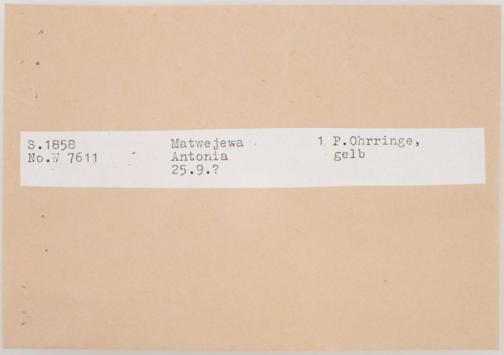 S.1858 Matwejewa 1 P.Ohrringe,
No.W 7611 Antonia gelb
25.9.?